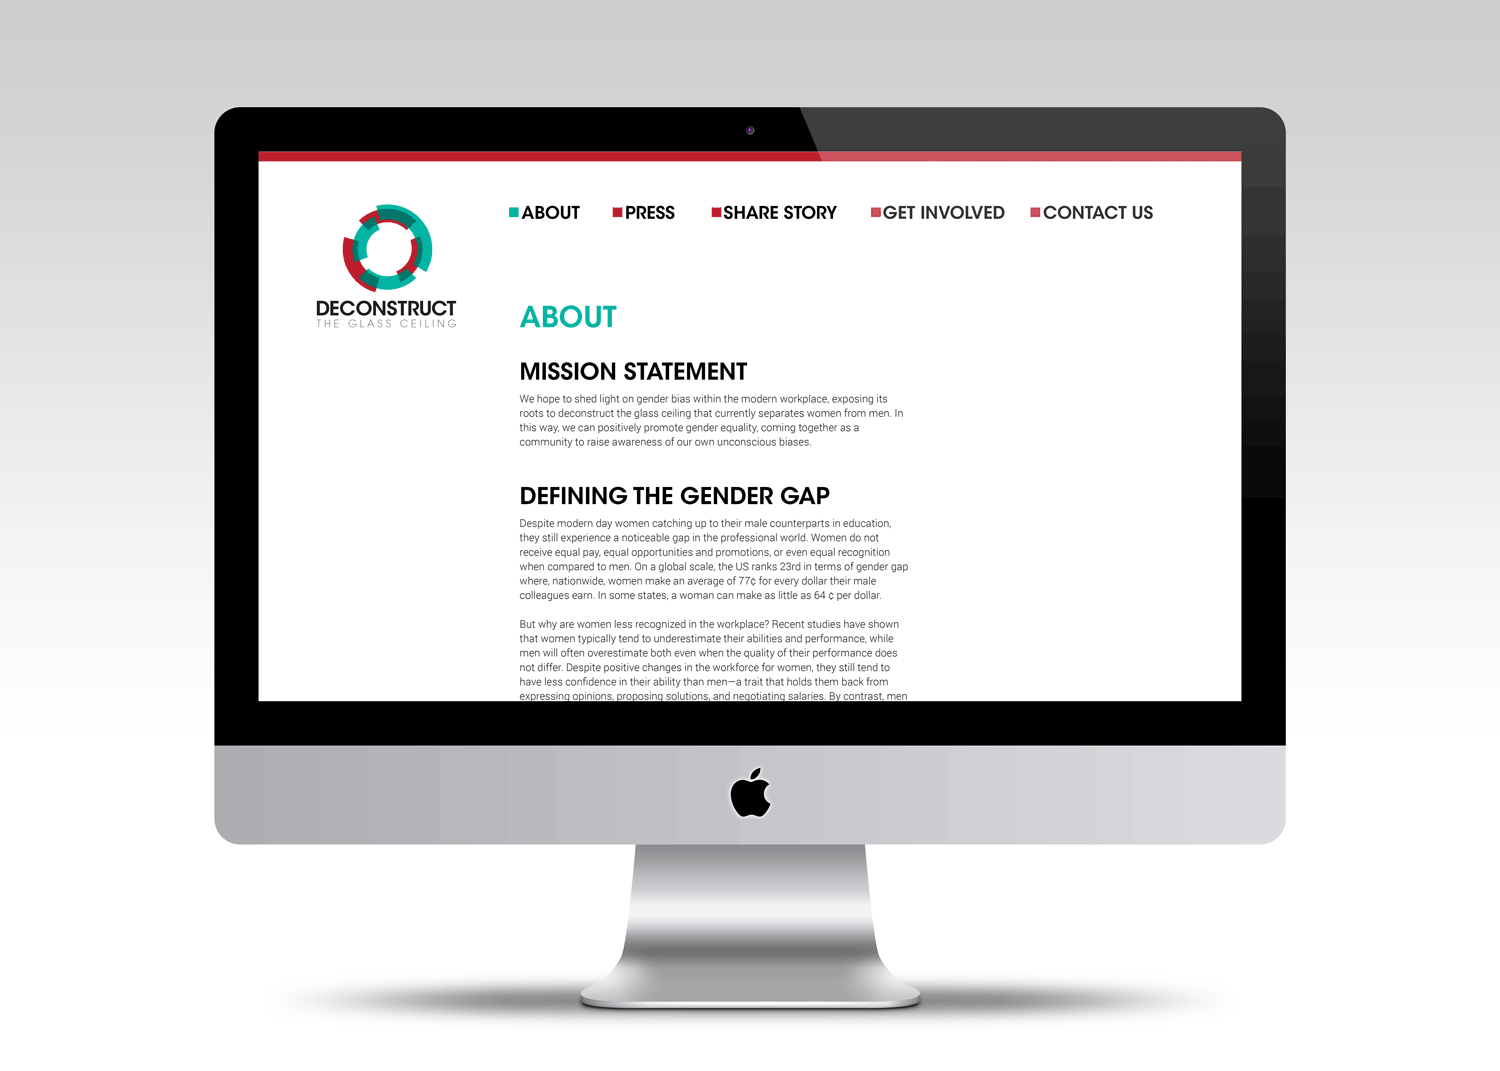 ABOUT
PRESS
SHARE STORY
GET INVOLVED
CONTACT US
DECONSTRUCT
THE GLASS CEILING
ABOUT
MISSION STATEMENT
We hope to shed light on gender bias within the modern workplace, exposing its
roots to deconstruct the glass ceiling that currently separates women from men. In
this way, we can positively promote gender equality, coming together as a
community to raise awareness of our own unconscious biases.
DEFINING THE GENDER GAP
Despite modern day women catching up to their male counterparts in education,
they still experience a noticeable gap in the professional world. Women do not
receive equal pay, equal opportunities and promotions, or even equal recognition
when compared to men. On a global scale, the US ranks 23rd in terms of gender gap
where, nationwide, women make an average of 77¢ for every dollar their male
colleagues earn. In some states, a woman can make as little as 64 ¢ per dollar.
But why are women less recognized in the workplace? Recent studies have shown
that women typically tend to underestimate their abilities and performance, while
men will often overestimate both even when the quality of their performance does
not differ. Despite positive changes in the workforce for women, they still tend to
have less confidence in their ability than men—a trait that holds them back from
expressing opinions, proposing solutions, and negotiating salaries. By contrast, men